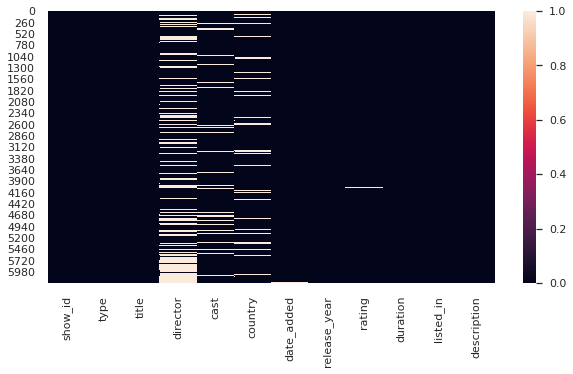 0
260
520
780
1040
1300
1560
1820
2080
2340
2600
2860
3120
3380
3640
3900
4160
4420
4680
4940
5200
5460
5720
5980
show_id
type
title
director
cast
country
date_added
release_year
rating
duration
listed_in
description
1.0
0.8
0.6
0.4
0.2
0.0